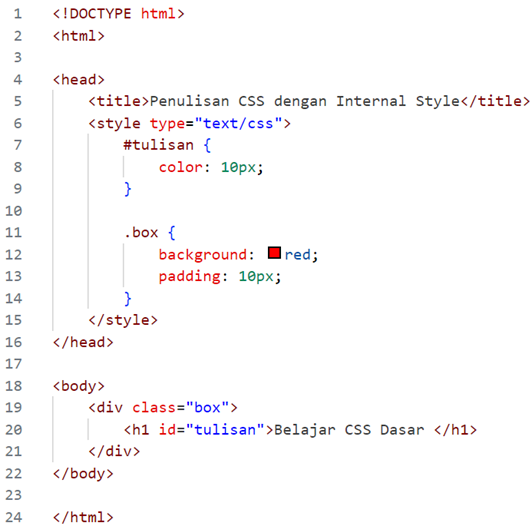 1 <!DOCTYPE html>
2 <html>
3
4 <head>
5     <title>Penulisan CSS dengan Internal Style</title>
6     <style type="text/css">
7         #tulisan {
8             color: 10px;
9         }
10
11         .box {
12             background: red;
13             padding: 10px;
14         }
15     </style>
16 </head>
17
18 <body>
19     <div class="box">
20         <h1 id="tulisan">Belajar CSS Dasar </h1>
21     </div>
22 </body>
23
24 </html>